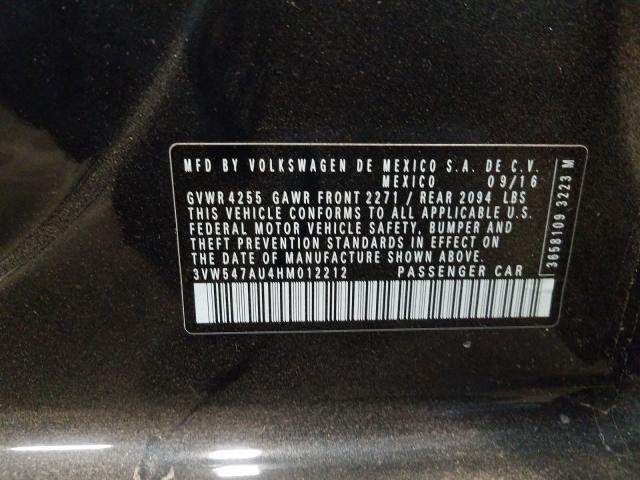 MFD BY VOLKSWAGEN DE MEXICO S.A. DE C.V.
MEXICO 09/16
GVWR 4255 GAWR FRONT 2271 / REAR 2094 LBS
THIS VEHICLE CONFORMS TO ALL APPLICABLE U.S.
FEDERAL MOTOR VEHICLE SAFETY, BUMPER AND
THEFT PREVENTION STANDARDS IN EFFECT ON
THE DATE OF MANUFACTURE SHOWN ABOVE.
3VW547AU4HM012212 PASSENGER CAR
3658109 3223 M